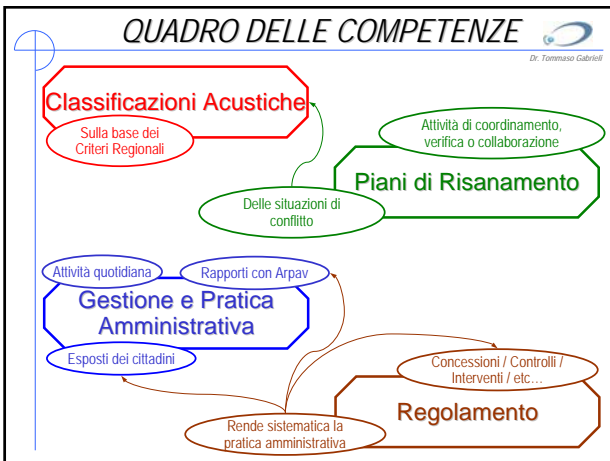 QUADRO DELLE COMPETENZE
Dr. Tommaso Gabrieli
Classificazioni Acustiche
Sulla base dei
Criteri Regionali
Attività di coordinamento,
verifica o collaborazione
Piani di Risanamento
Delle situazioni di
conflitto
Attività quotidiana
Rapporti con Arpav
Gestione e Pratica
Amministrativa
Esposti dei cittadini
Concessioni / Controlli /
Interventi / etc...
Regolamento
Rende sistematica la
pratica amministrativa